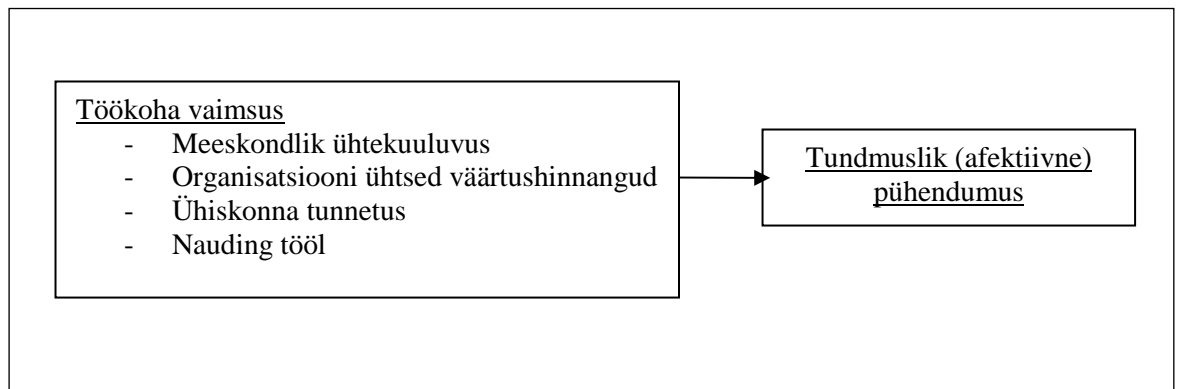 Töökoha vaimsus
- Meeskondlik ühtekuuluvus
- Organisatsiooni ühtsed väärtushinnangud
- Ühiskonna tunnetus
- Nauding tööl
Tundmuslik (afektiivne)
pühendumus